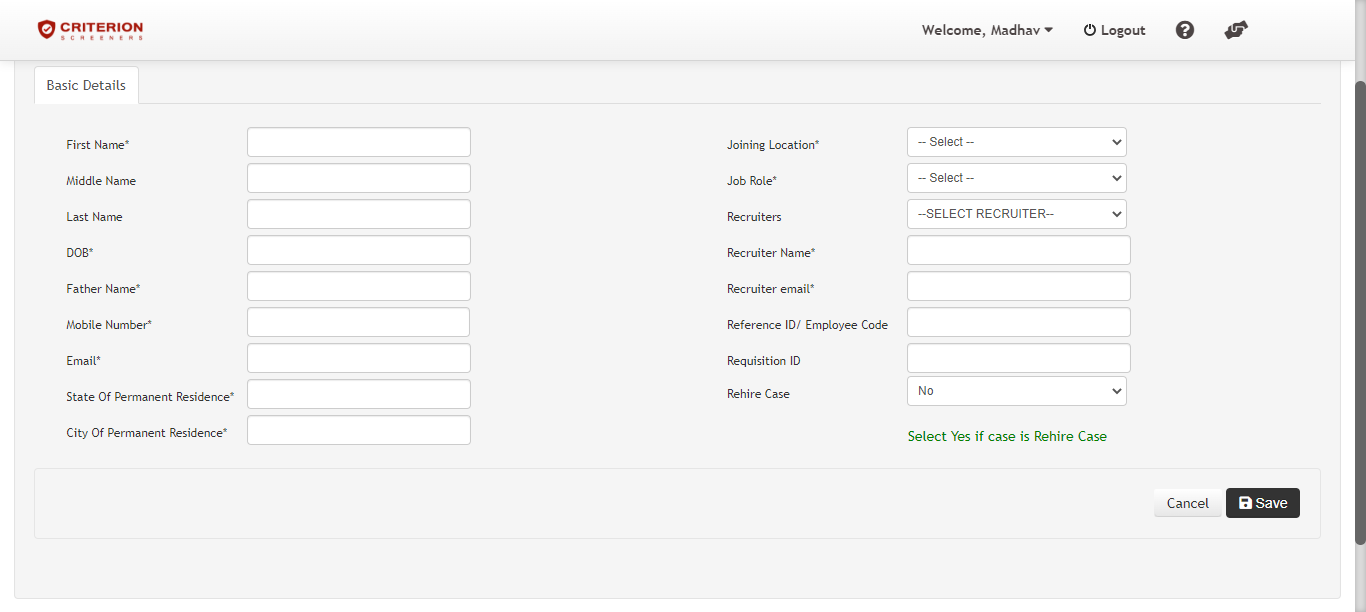 CRITERION
SCREENERS
Welcome, Madhav
Logout
Basic Details
First Name*
Middle Name
Last Name
DOB*
Father Name*
Mobile Number*
Email*
State Of Permanent Residence*
City Of Permanent Residence*
Joining Location* -- Select --
Job Role* -- Select --
Recruiters --SELECT RECRUITER--
Recruiter Name*
Recruiter email*
Reference ID/ Employee Code
Requisition ID
Rehire Case No
Select Yes if case is Rehire Case
Cancel Save